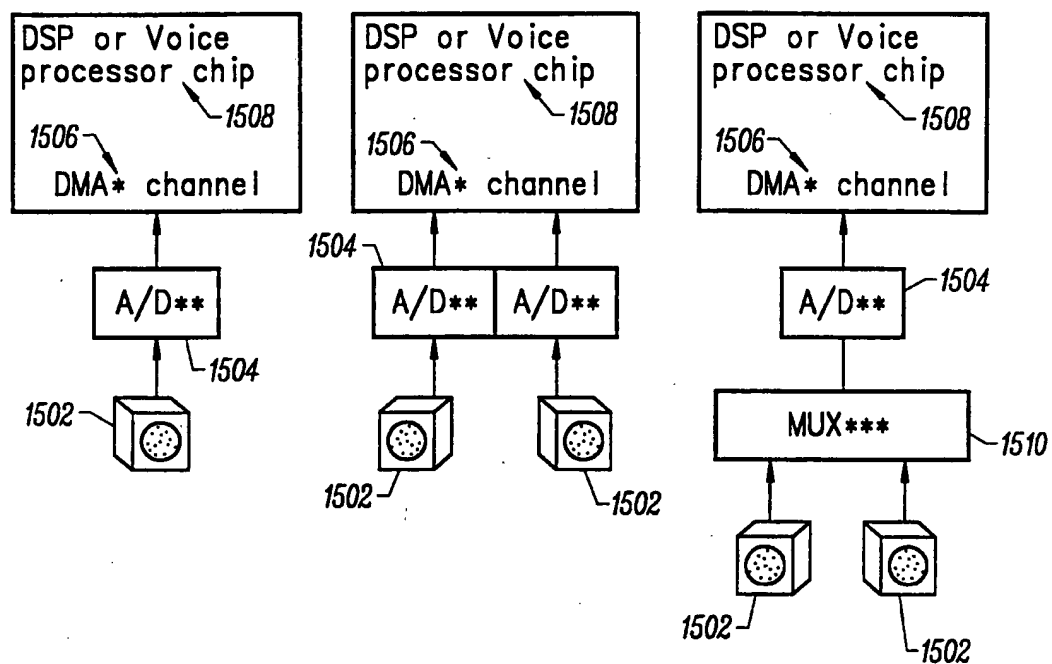 DSP or Voice
processor chip
1508
1506
DMA* channel
A/D**
1504
1502
DSP or Voice
processor chip
1508
1506
DMA* channel
1504
A/D** A/D**
1502
1502
DSP or Voice
processor chip
1508
1506
DMA* channel
A/D**
1504
MUX***
1510
1502
1502